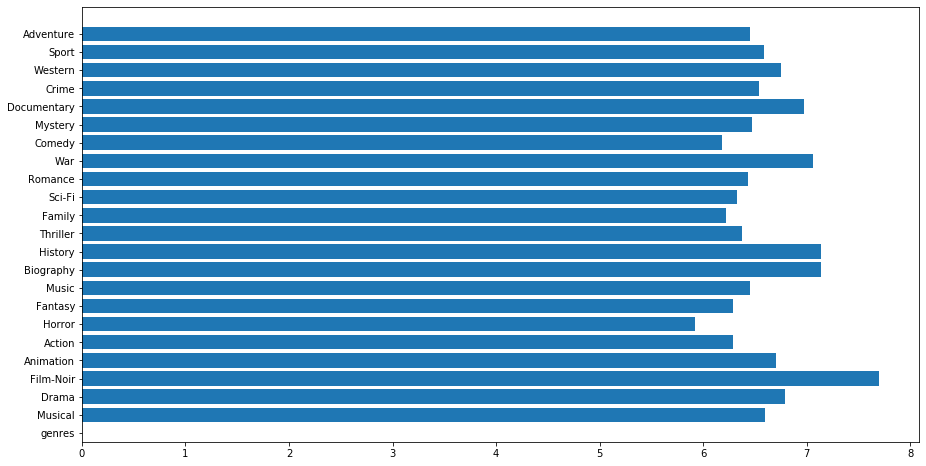 Adventure
Sport
Western
Crime
Documentary
Mystery
Comedy
War
Romance
Sci-Fi
Family
Thriller
History
Biography
Music
Fantasy
Horror
Action
Animation
Film-Noir
Drama
Musical
genres
0 1 2 3 4 5 6 7 8